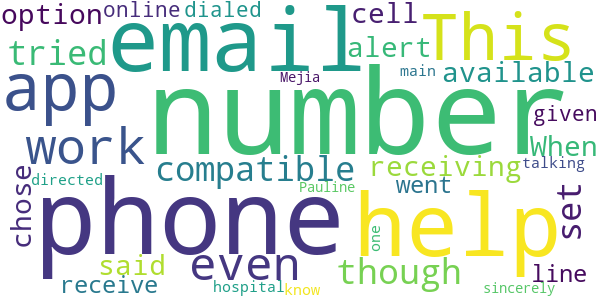 option online dialed cell This
email
tried alert
app main available
Mejia
number given
work When
compatible receiving talking
directed Pauline went
chose phone help set
one
said even though line
receive hospital know sincerely